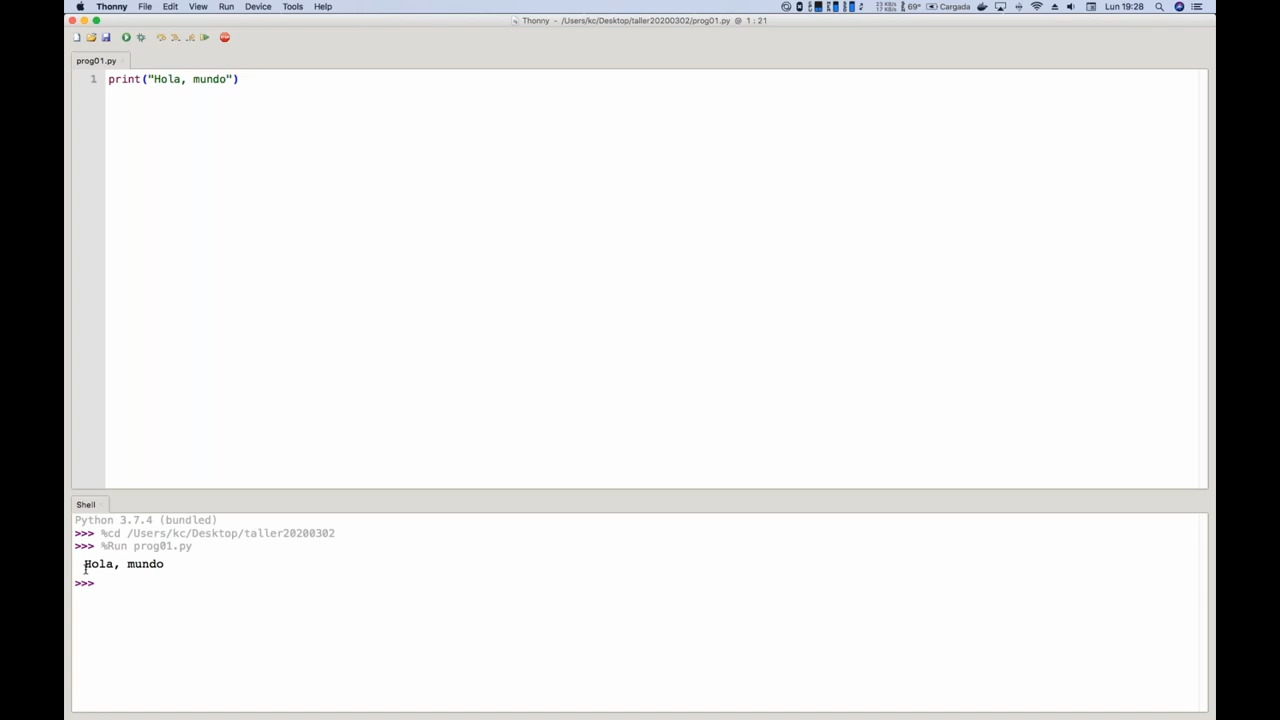 Thonny File Edit View Run Device Tools Help 69° Cargada Lun 19:28
Thonny - /Users/kc/Desktop/taller20200302/prog01.py @ 1 : 21
prog01.py
1 print("Hola, mundo")
Shell
Python 3.7.4 (bundled)
>>> %cd /Users/kc/Desktop/taller20200302
>>> %Run prog01.py
Hola, mundo
>>>